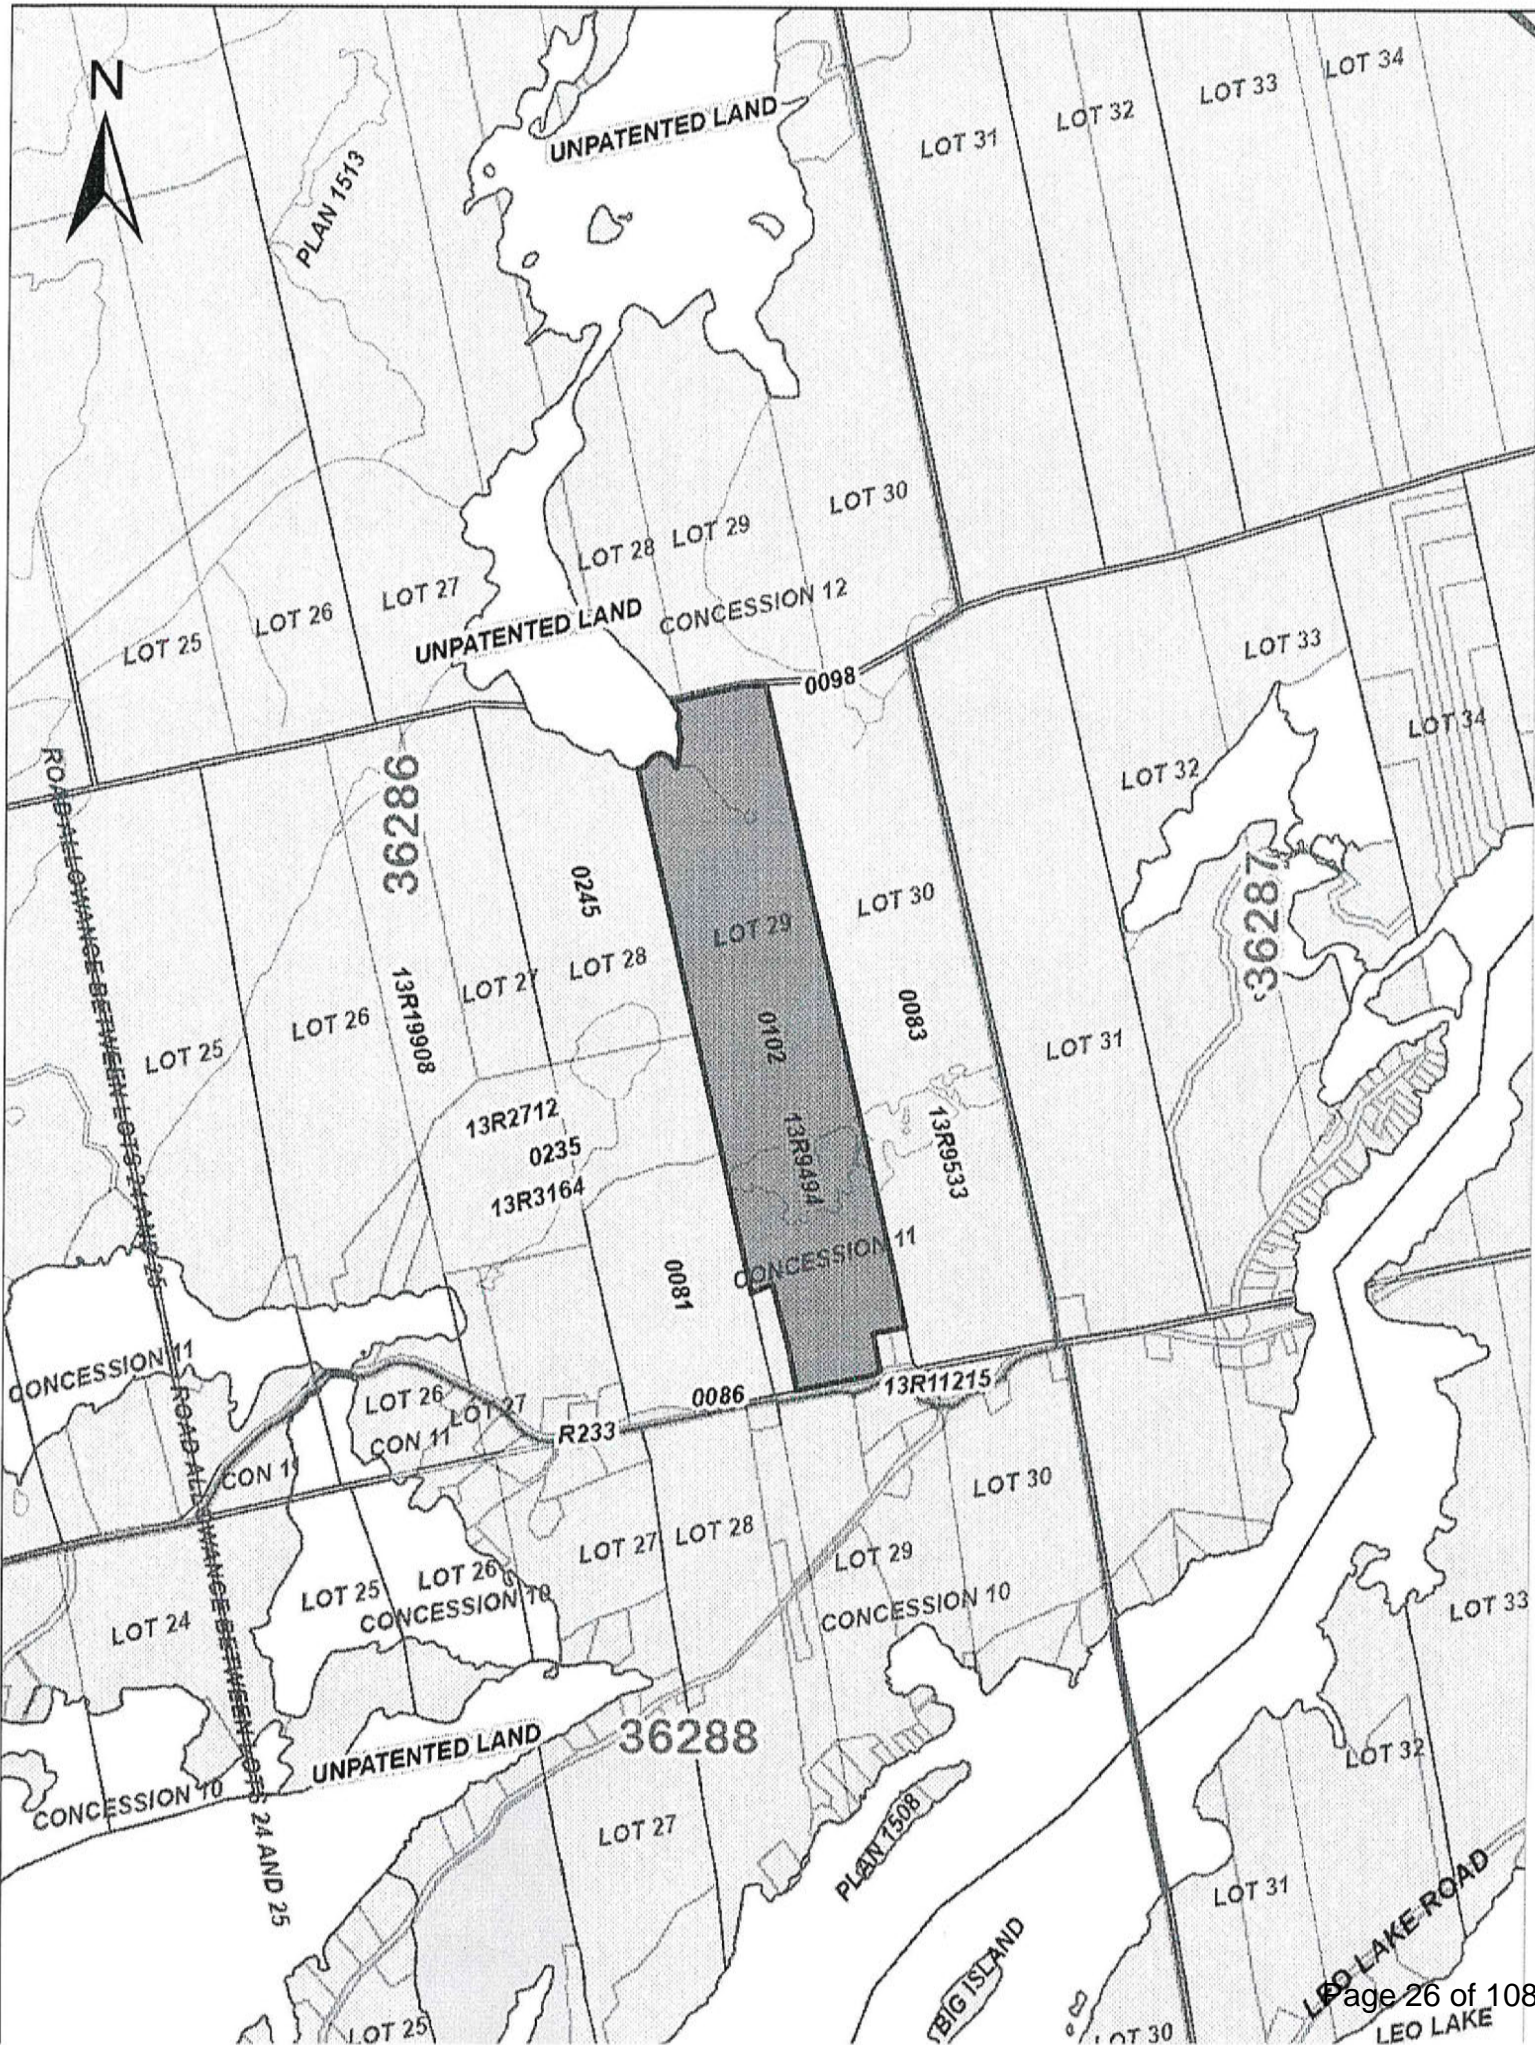 N
LOT 34
LOT 33
LOT 32
UNPATENTED LAND
LOT 31
PLAN 1513
LOT 30
LOT 29
LOT 28
LOT 27
CONCESSION 12
LOT 26
UNPATENTED LAND
LOT 25
LOT 33
0098
LOT 34
LOT 32
36286
ROAD ALLOWANCE BETWEEN LOTS 24 AND 25
0245
LOT 30
36287
LOT 29
LOT 28
LOT 27
13R19908
LOT 26
0083
0102
LOT 31
LOT 25
13R2712
0235
13R3164
13R9494
13R9533
CONCESSION 11
0081
CONCESSION 11
ROAD ALLOWANCE BETWEEN LOTS 24 AND 25
13R11215
0086
LOT 26
LOT 27
R233
CON 11
CON 11
LOT 30
LOT 27
LOT 28
LOT 29
LOT 26
LOT 25
CONCESSION 10
CONCESSION 10
LOT 33
LOT 24
36288
UNPATENTED LAND
LOT 32
CONCESSION 10
LOT 27
PLAN 1508
LOT 31
LEO LAKE ROAD
BIG ISLAND
Page 26 of 108
LEO LAKE
LOT 25
LOT 30